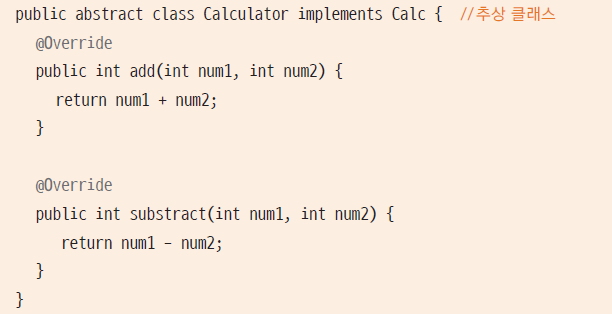 public abstract class Calculator implements Calc { //추상 클래스
@Override
public int add(int num1, int num2) {
return num1 + num2;
}
@Override
public int substract(int num1, int num2) {
return num1 - num2;
}
}